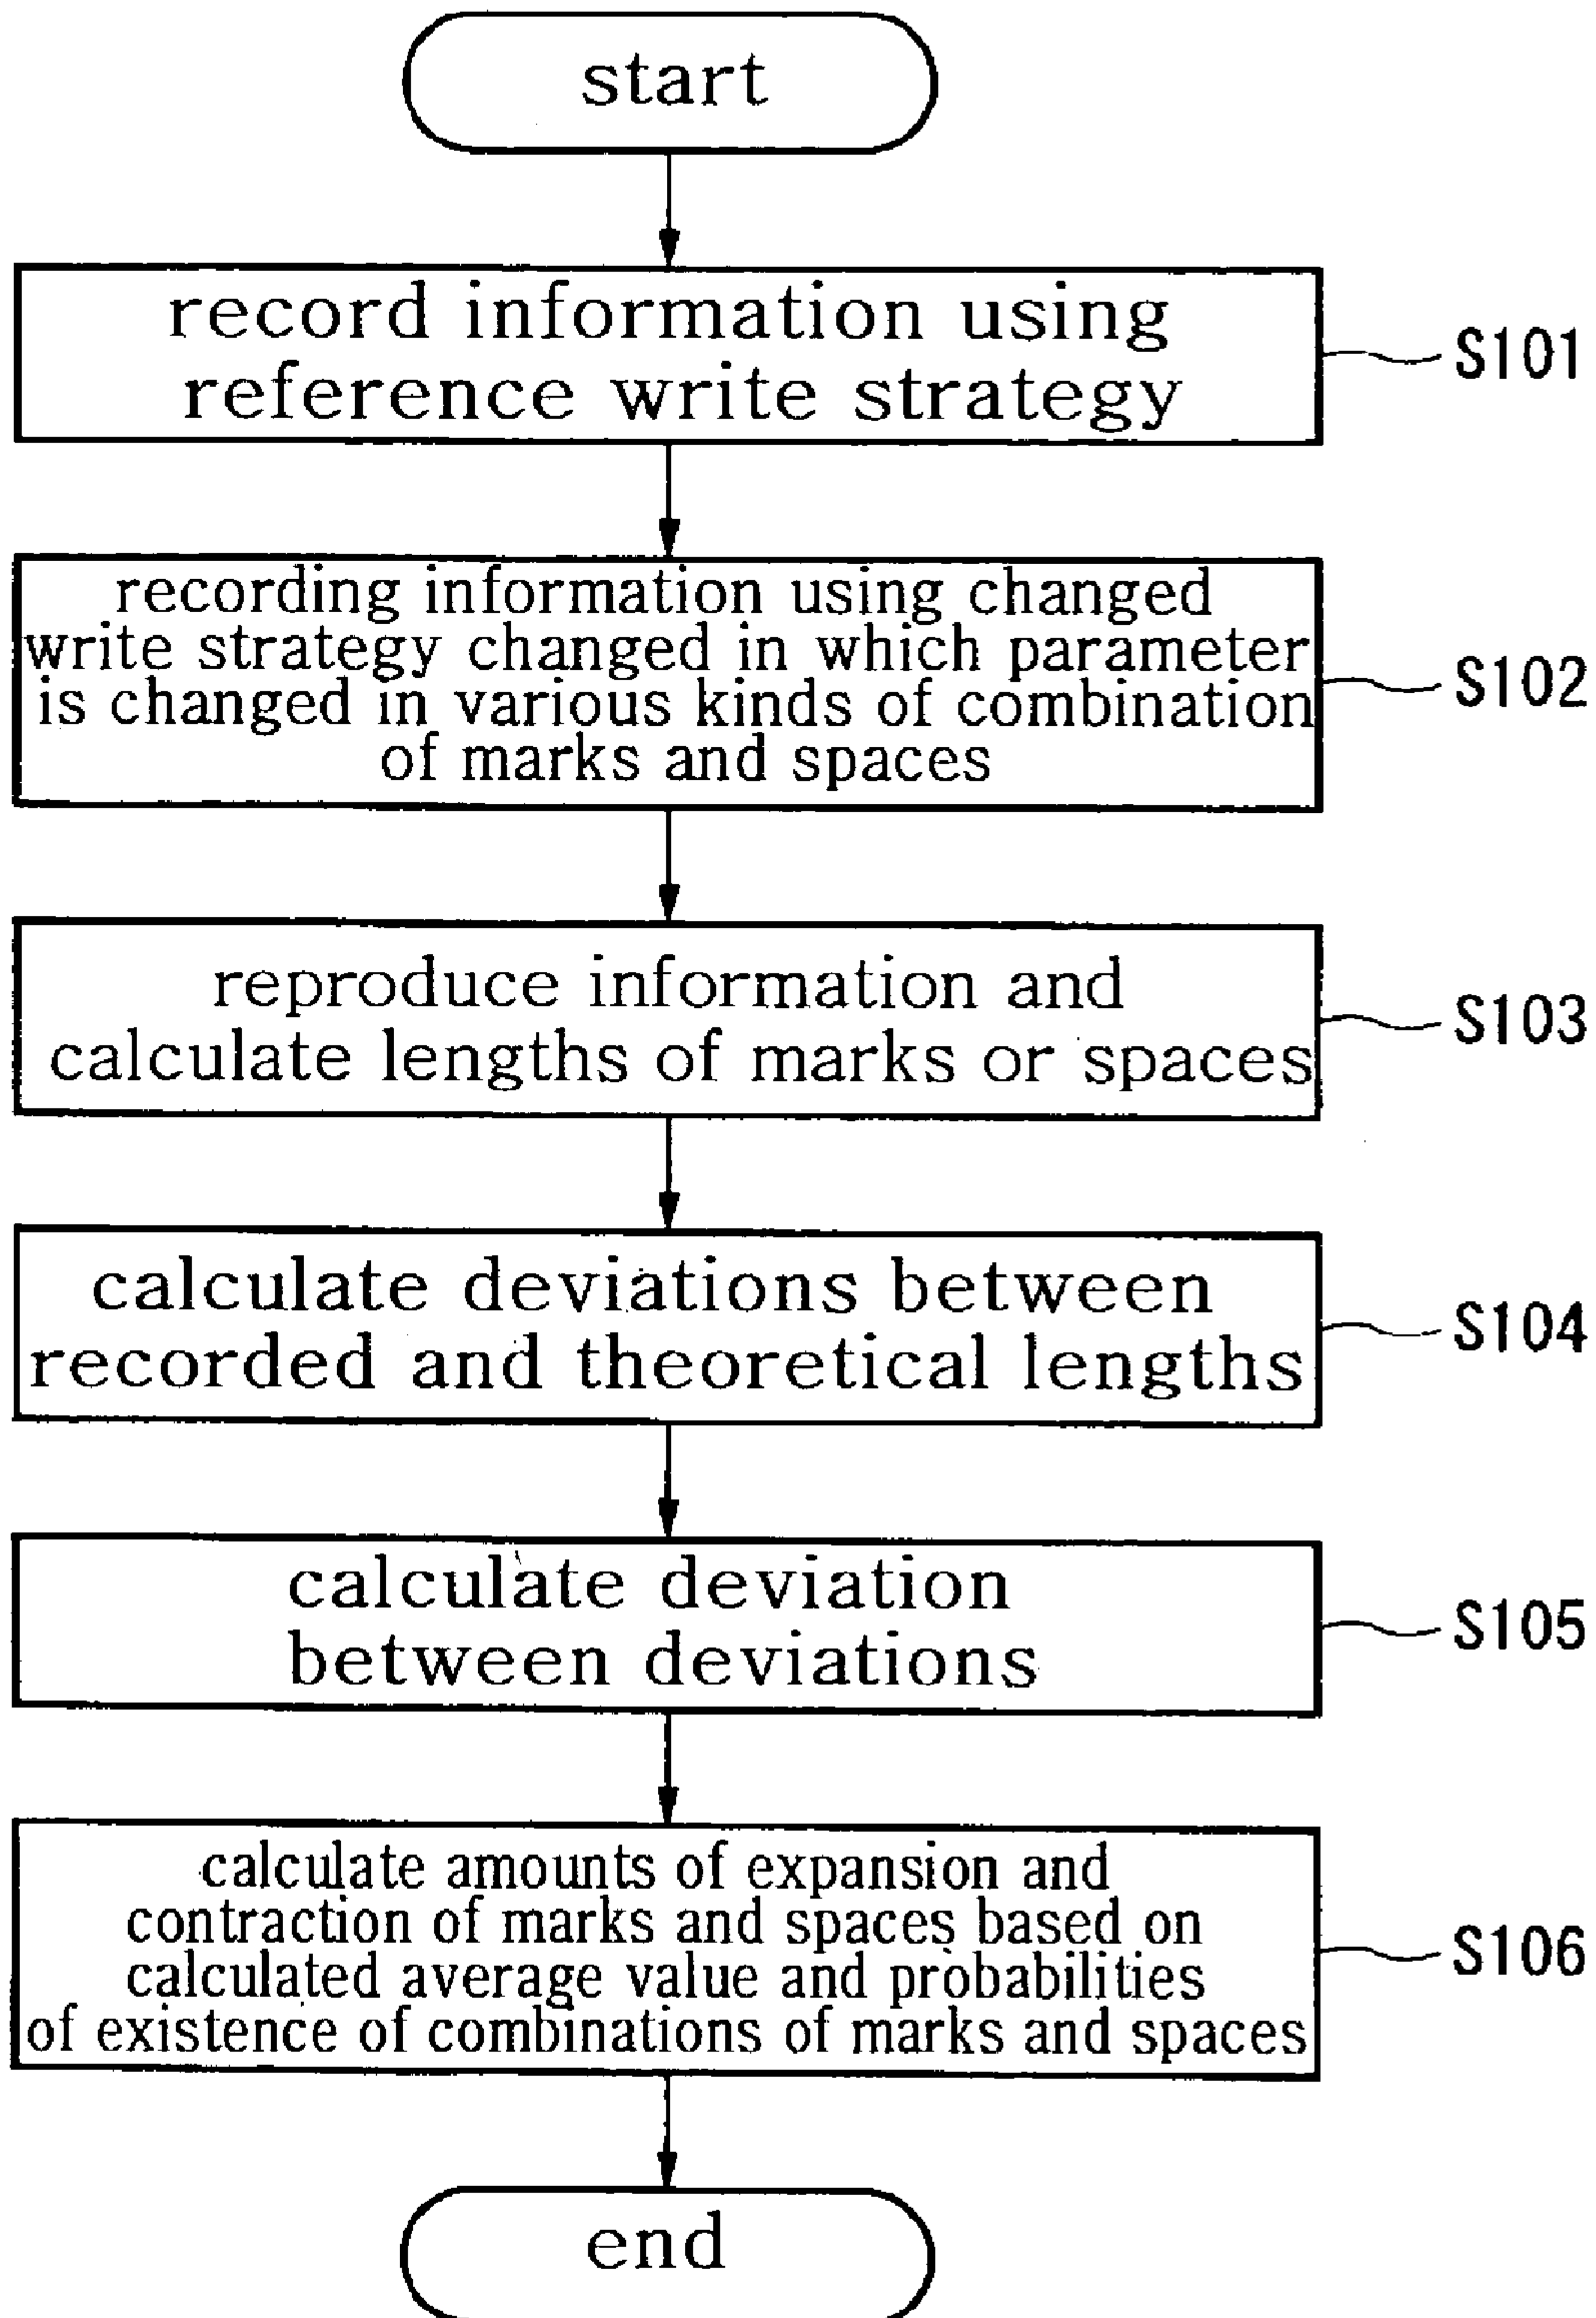 start
record information using
reference write strategy
S101
recording information using changed
write strategy changed in which parameter
is changed in various kinds of combination
of marks and spaces
S102
reproduce information and
calculate lengths of marks or spaces
S103
calculate deviations between
recorded and theoretical lengths
S104
calculate deviation
between deviations
S105
calculate amounts of expansion and
contraction of marks and spaces based on
calculated average value and probabilities
of existence of combinations of marks and spaces
S106
end